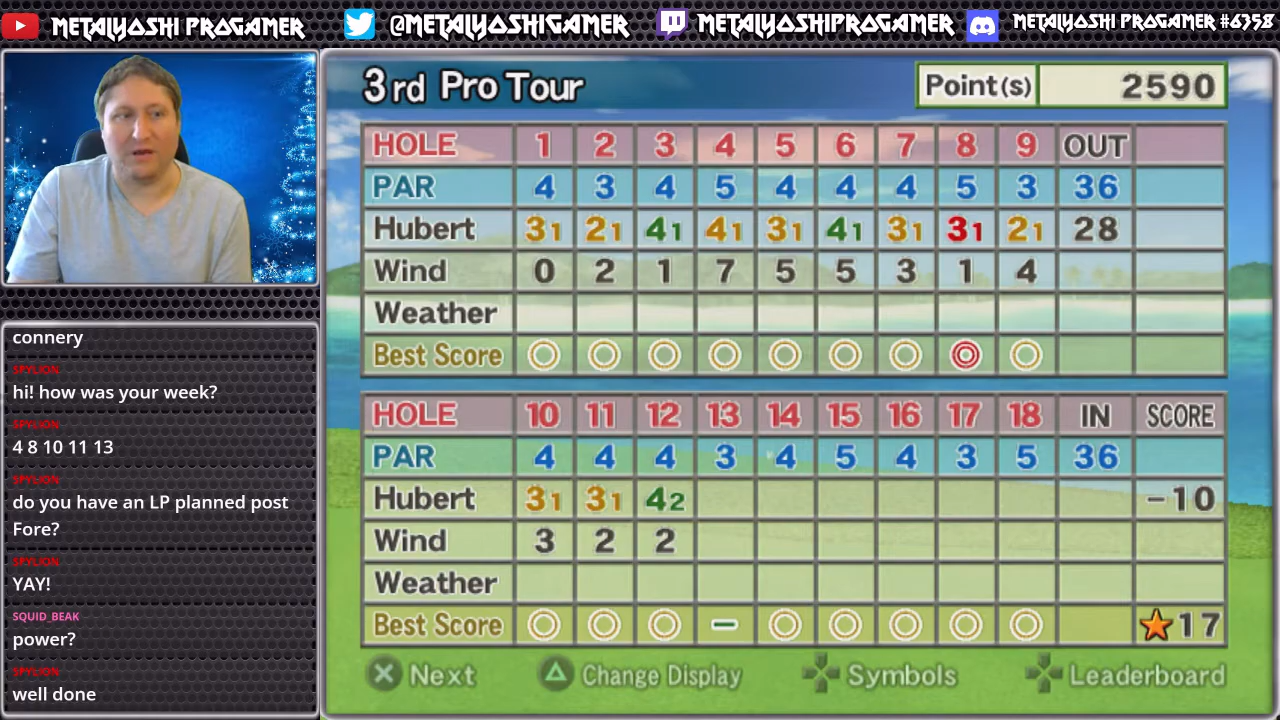 METALYOSHI PROGAMER @METALYOSHIGAMER METALYOSHIPROGAMER METALYOSHI PROGAMER #6358
connery
SPYLION
hi! how was your week?
SPYLION
4 8 10 11 13
SPYLION
do you have an LP planned post
Fore?
SPYLION
YAY!
SQUID_BEAK
power?
SPYLION
well done
3rd Pro Tour Point(s) 2590
HOLE 1 2 3 4 5 6 7 8 9 OUT
PAR 4 3 4 5 4 4 4 5 3 36
Hubert 31 21 41 41 31 41 31 31 21 28
Wind 0 2 1 7 5 5 3 1 4
Weather
Best Score
HOLE 10 11 12 13 14 15 16 17 18 IN SCORE
PAR 4 4 4 3 4 5 4 3 5 36
Hubert 31 31 42 -10
Wind 3 2 2
Weather
Best Score – 17
Next Change Display Symbols Leaderboard